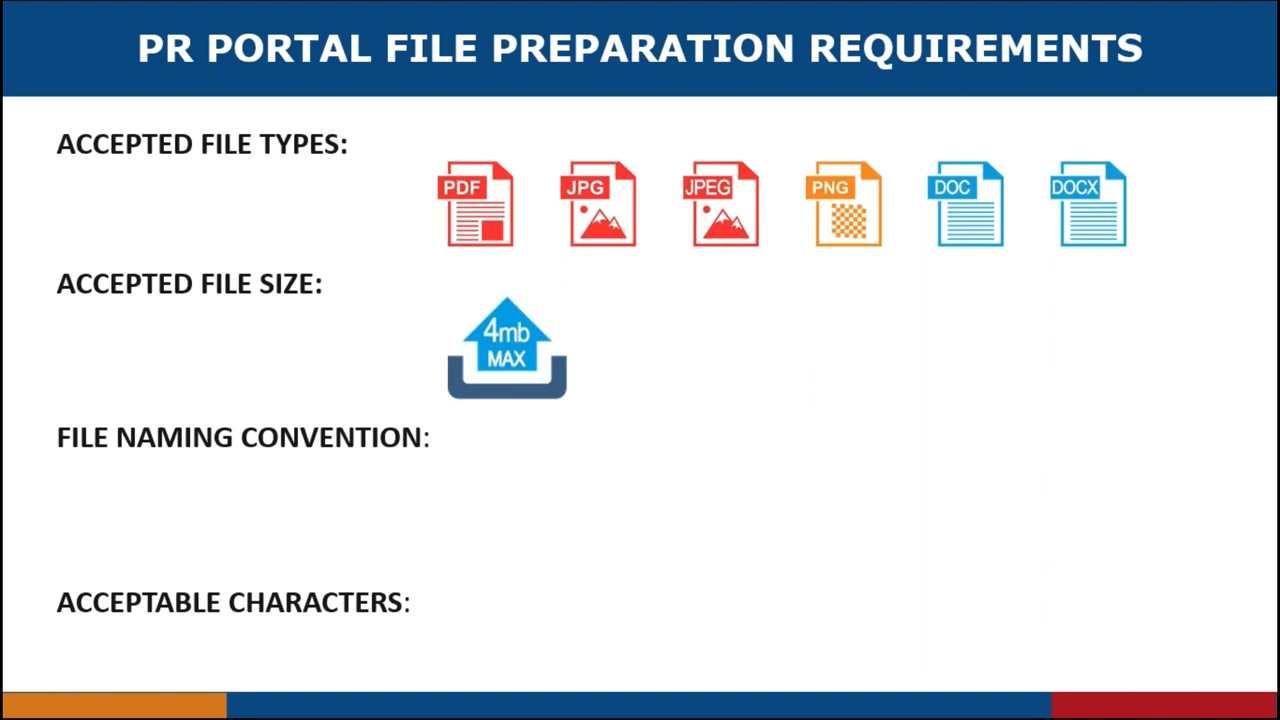 PR PORTAL FILE PREPARATION REQUIREMENTS
ACCEPTED FILE TYPES:
PDF JPG JPEG PNG DOC DOCX
ACCEPTED FILE SIZE:
4mb
MAX
FILE NAMING CONVENTION:
ACCEPTABLE CHARACTERS: